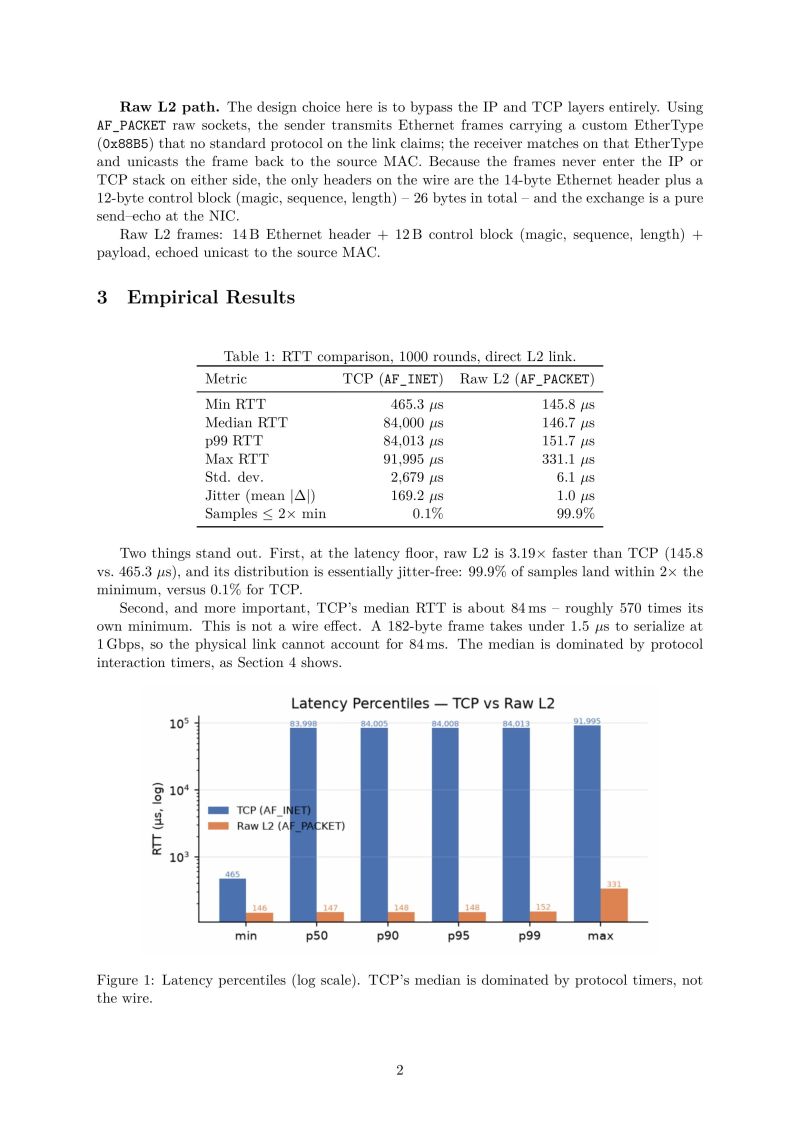 Raw L2 path. The design choice here is to bypass the IP and TCP layers entirely. Using
AF_PACKET raw sockets, the sender transmits Ethernet frames carrying a custom EtherType
(0x88B5) that no standard protocol on the link claims; the receiver matches on that EtherType
and unicasts the frame back to the source MAC. Because the frames never enter the IP or
TCP stack on either side, the only headers on the wire are the 14-byte Ethernet header plus a
12-byte control block (magic, sequence, length) – 26 bytes in total – and the exchange is a pure
send–echo at the NIC.
Raw L2 frames: 14 B Ethernet header + 12 B control block (magic, sequence, length) +
payload, echoed unicast to the source MAC.
3 Empirical Results
Table 1: RTT comparison, 1000 rounds, direct L2 link.
Metric TCP (AF_INET) Raw L2 (AF_PACKET)
Min RTT 465.3 μs 145.8 μs
Median RTT 84,000 μs 146.7 μs
p99 RTT 84,013 μs 151.7 μs
Max RTT 91,995 μs 331.1 μs
Std. dev. 2,679 μs 6.1 μs
Jitter (mean |Δ|) 169.2 μs 1.0 μs
Samples ≤ 2× min 0.1% 99.9%
Two things stand out. First, at the latency floor, raw L2 is 3.19× faster than TCP (145.8
vs. 465.3 μs), and its distribution is essentially jitter-free: 99.9% of samples land within 2× the
minimum, versus 0.1% for TCP.
Second, and more important, TCP's median RTT is about 84 ms – roughly 570 times its
own minimum. This is not a wire effect. A 182-byte frame takes under 1.5 μs to serialize at
1 Gbps, so the physical link cannot account for 84 ms. The median is dominated by protocol
interaction timers, as Section 4 shows.
Latency Percentiles — TCP vs Raw L2
RTT (μs, log)
10⁵
10⁴
10³
TCP (AF_INET)
Raw L2 (AF_PACKET)
83,998 84,005 84,008 84,013 91,995
465 146 147 148 148 152 331
min p50 p90 p95 p99 max
Figure 1: Latency percentiles (log scale). TCP's median is dominated by protocol timers, not
the wire.
2